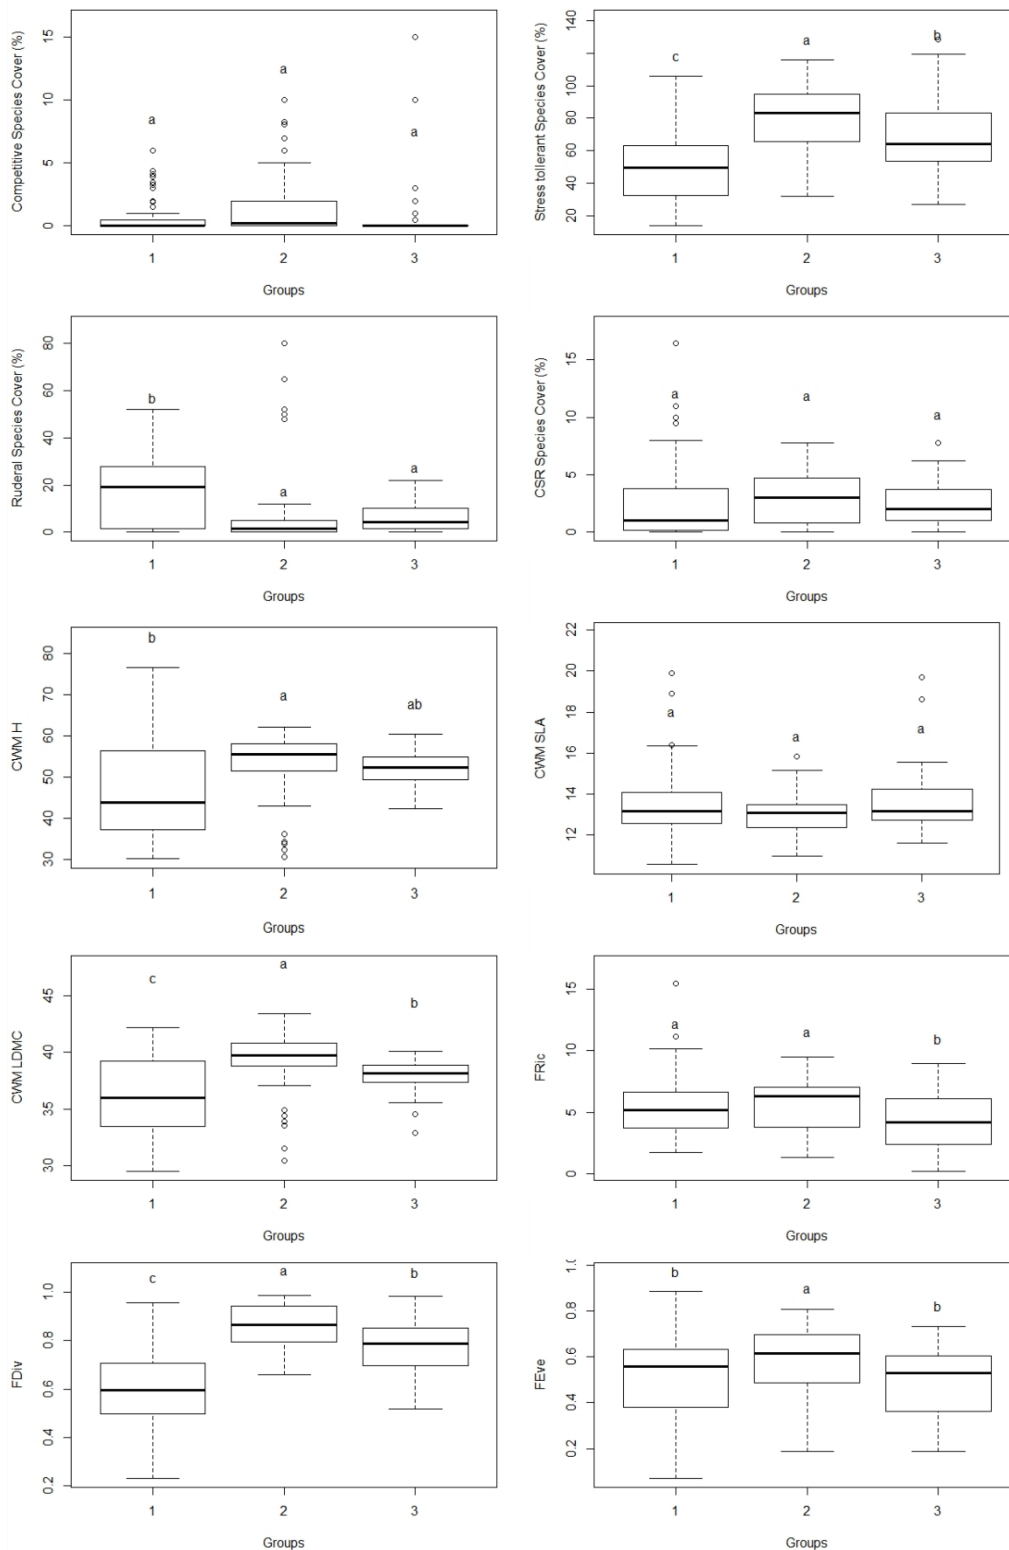 Competitive Species Cover (%)
15
10
5
0
a
a
a
1 2 3
Groups
Stress tollerant Species Cover (%)
140
100
80
60
40
20
c
a
b
1 2 3
Groups
Ruderal Species Cover (%)
80
60
40
20
0
b
a
a
1 2 3
Groups
CSR Species Cover (%)
15
10
5
0
a
a
a
1 2 3
Groups
CWM H
80
70
60
50
40
30
b
a
ab
1 2 3
Groups
CWM SLA
22
20
18
16
14
12
a
a
a
1 2 3
Groups
CWM LDMC
45
40
35
30
c
a
b
1 2 3
Groups
FRic
15
10
5
0
a
a
b
1 2 3
Groups
FDiv
1.0
0.8
0.6
0.4
0.2
c
a
b
1 2 3
Groups
FEve
1.0
0.8
0.6
0.4
0.2
b
a
b
1 2 3
Groups